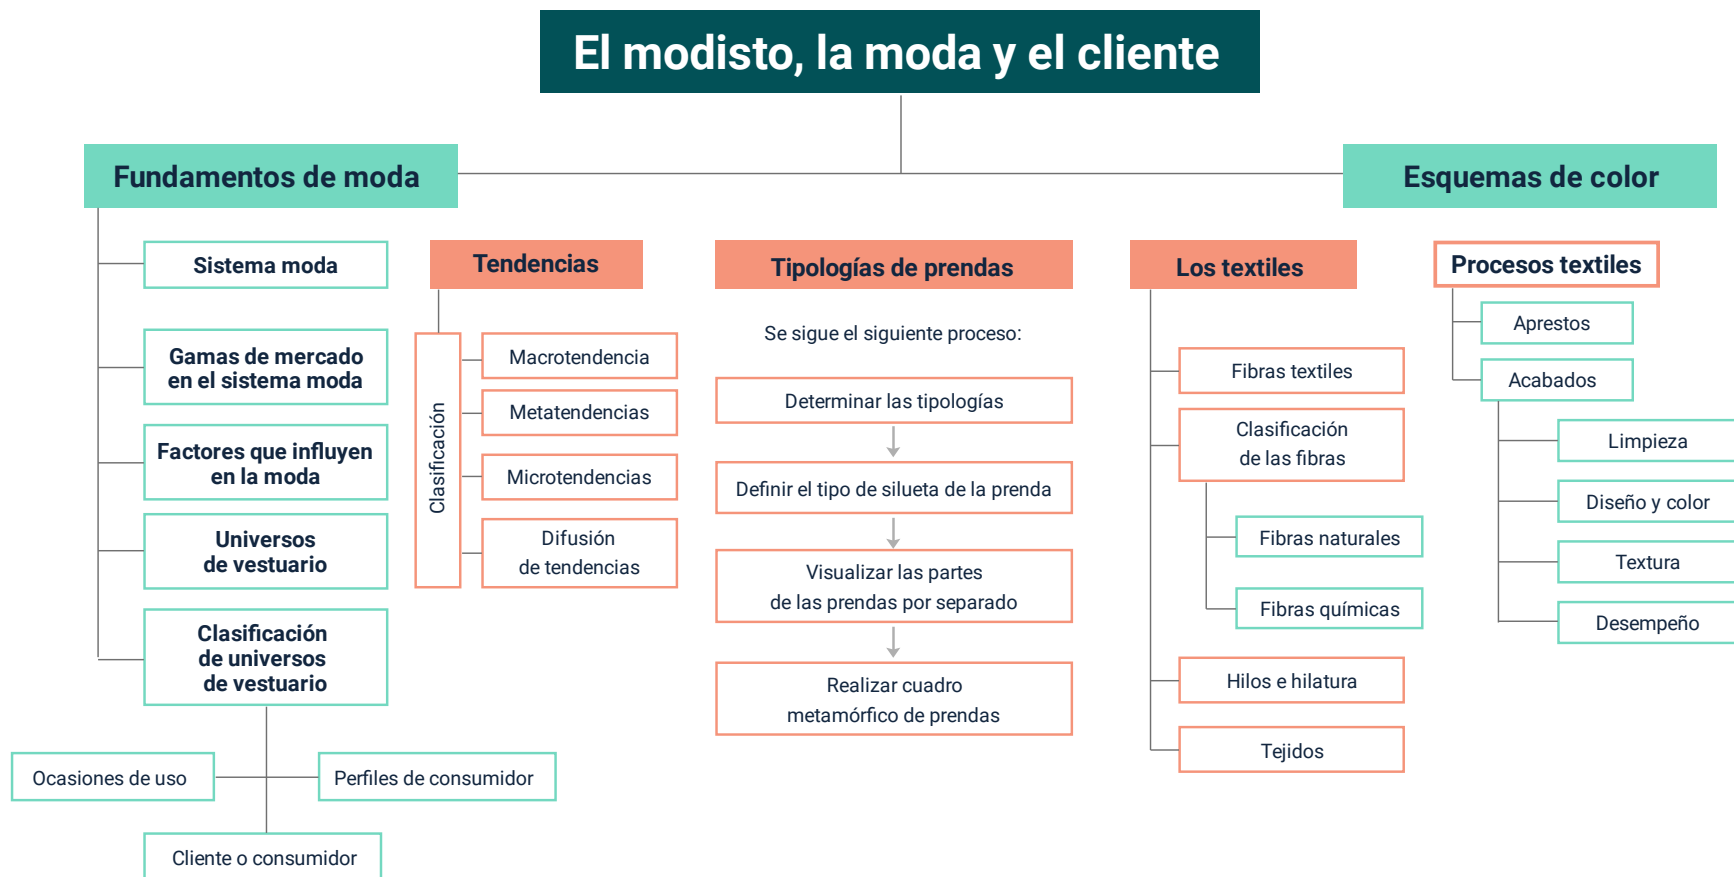 El modisto, la moda y el cliente
Fundamentos de moda
Esquemas de color
Sistema moda
Gamas de mercado
en el sistema moda
Factores que influyen
en la moda
Universos
de vestuario
Clasificación
de universos
de vestuario
Ocasiones de uso
Perfiles de consumidor
Cliente o consumidor
Tendencias
Clasificación
Macrotendencia
Metatendencias
Microtendencias
Difusión
de tendencias
Tipologías de prendas
Se sigue el siguiente proceso:
Determinar las tipologías
Definir el tipo de silueta de la prenda
Visualizar las partes
de las prendas por separado
Realizar cuadro
metamórfico de prendas
Los textiles
Fibras textiles
Clasificación
de las fibras
Fibras naturales
Fibras químicas
Hilos e hilatura
Tejidos
Procesos textiles
Aprestos
Acabados
Limpieza
Diseño y color
Textura
Desempeño